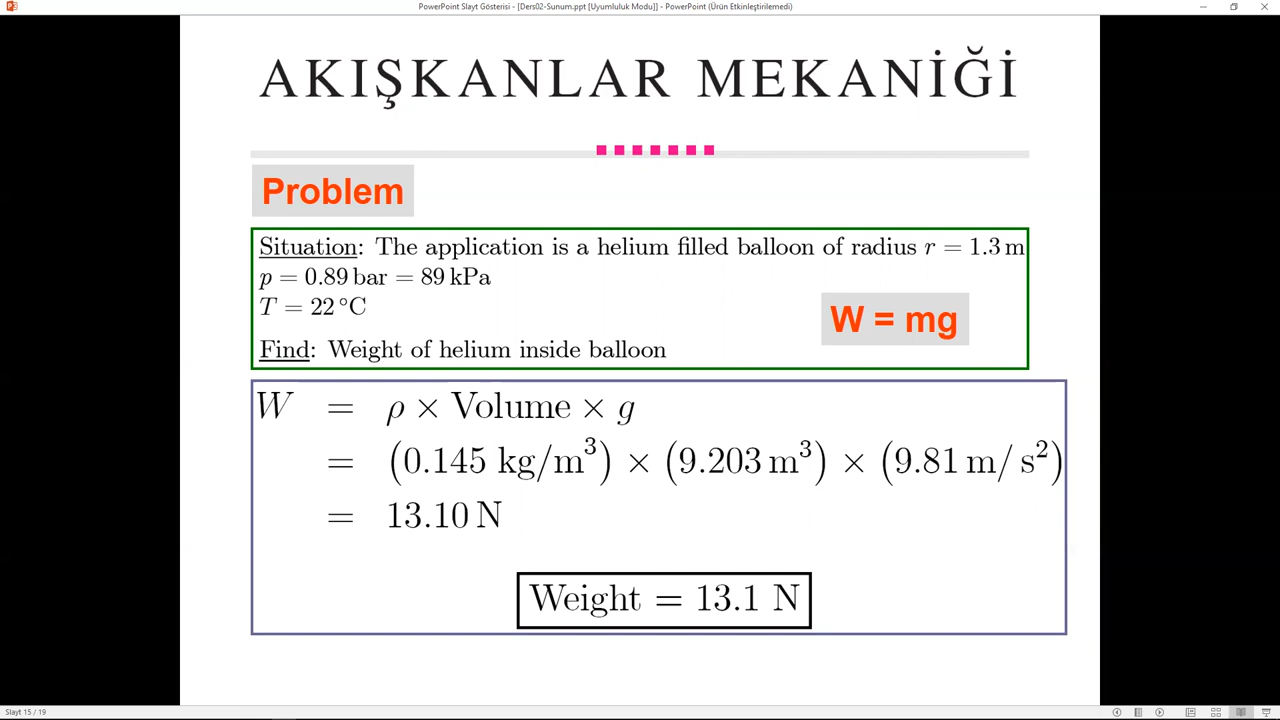 PowerPoint Slayt Gösterisi - [Ders02-Sunum.ppt [Uyumluluk Modu]] - PowerPoint (Ürün Etkinleştirilemedi)
AKIŞKANLAR MEKANİĞİ
Problem
Situation: The application is a helium filled balloon of radius r = 1.3 m
p = 0.89 bar = 89 kPa
T = 22 °C
W = mg
Find: Weight of helium inside balloon
W = ρ × Volume × g
= (0.145 kg/m³) × (9.203 m³) × (9.81 m/ s²)
= 13.10 N
Weight = 13.1 N
Slayt 15 / 19